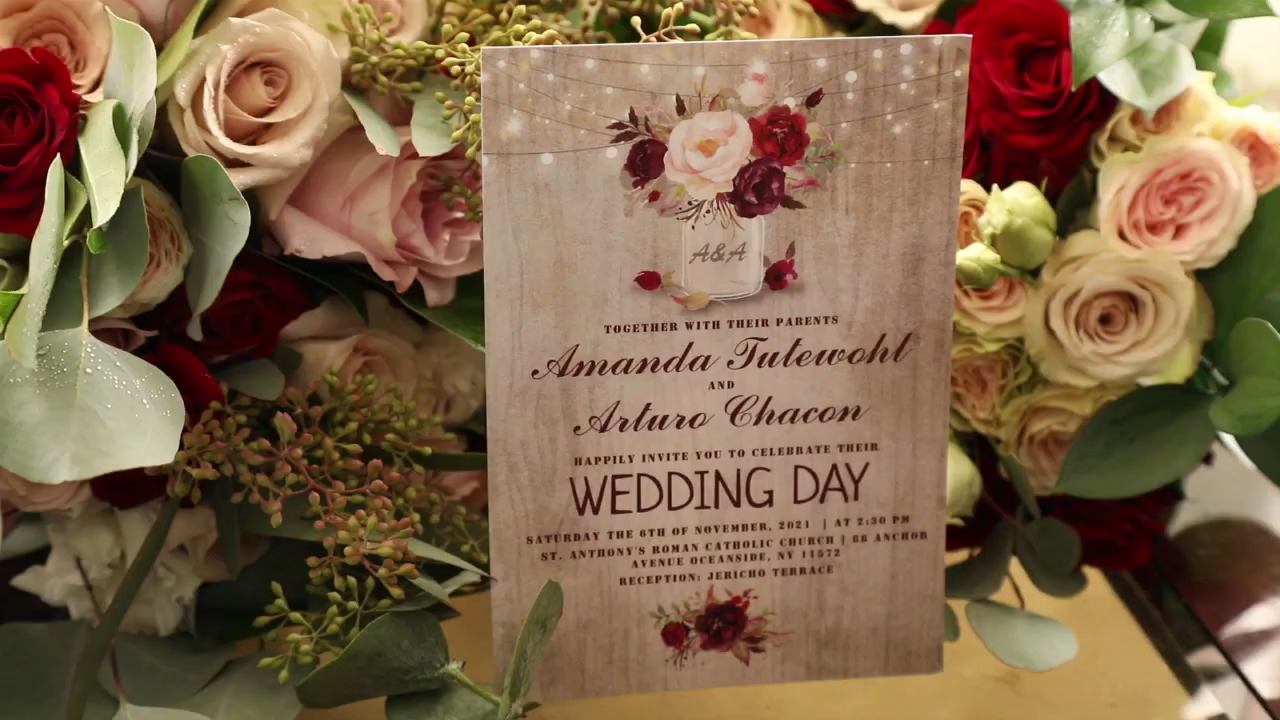 A&A
TOGETHER WITH THEIR PARENTS
Amanda Tutewohl
AND
Arturo Chacon
HAPPILY INVITE YOU TO CELEBRATE THEIR
WEDDING DAY
SATURDAY THE 6TH OF NOVEMBER, 2021 | AT 2:30 PM
ST. ANTHONY'S ROMAN CATHOLIC CHURCH | 88 ANCHOR
AVENUE OCEANSIDE, NY 11572
RECEPTION: JERICHO TERRACE